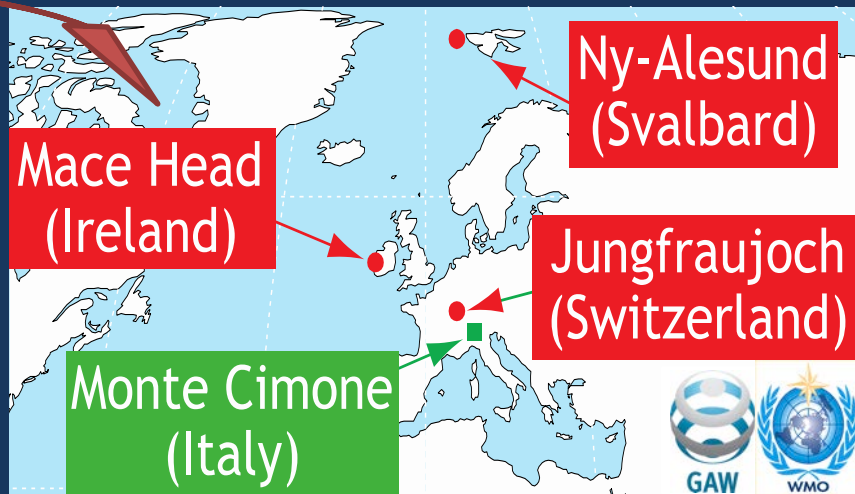 Ny-Alesund
(Svalbard)
Mace Head
(Ireland)
Jungfraujoch
(Switzerland)
Monte Cimone
(Italy)
GAW
WMO